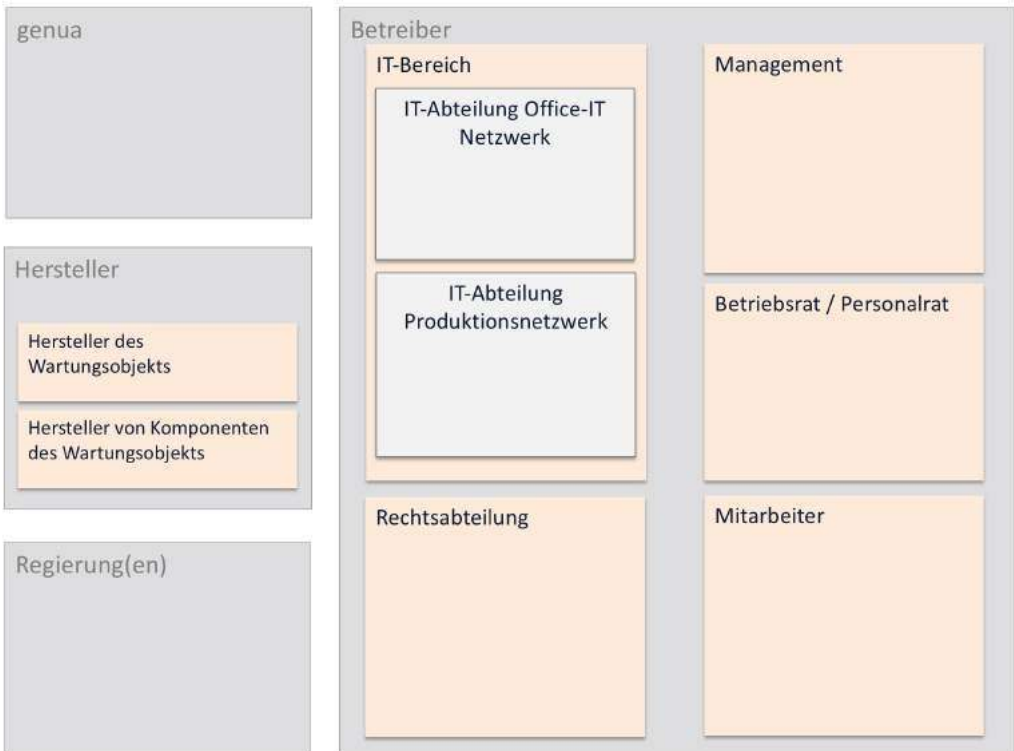 genua
Hersteller
Hersteller des
Wartungsobjekts
Hersteller von Komponenten
des Wartungsobjekts
Regierung(en)
Betreiber
IT-Bereich
IT-Abteilung Office-IT
Netzwerk
IT-Abteilung
Produktionsnetzwerk
Rechtsabteilung
Management
Betriebsrat / Personalrat
Mitarbeiter